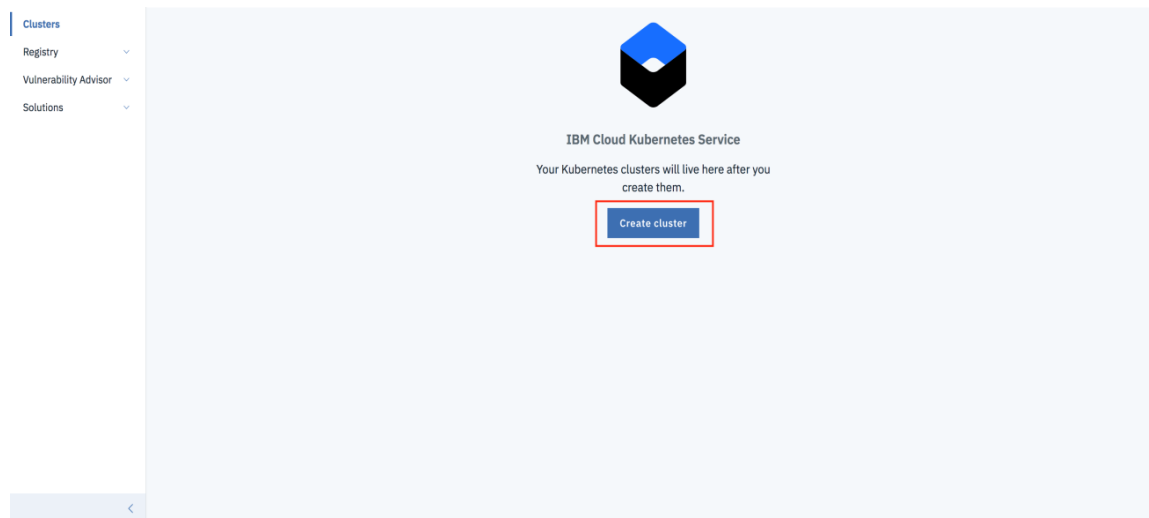 Clusters
Registry
Vulnerability Advisor
Solutions
IBM Cloud Kubernetes Service
Your Kubernetes clusters will live here after you
create them.
Create cluster